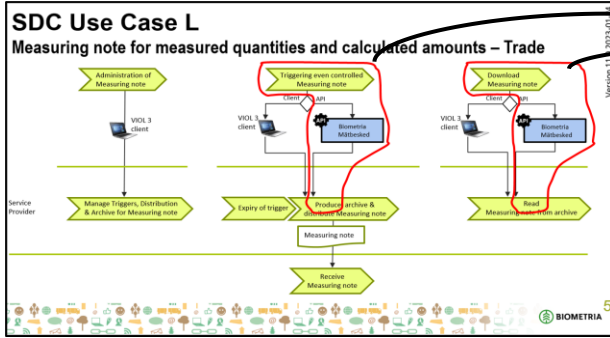 SDC Use Case L
Measuring note for measured quantities and calculated amounts – Trade
Administration of
Measuring note
Triggering even controlled
Measuring note
Download
Measuring note
Client
API
Client
API
VIOL 3
client
VIOL 3
client
API
Biometria
Mätbesked
VIOL 3
client
API
Biometria
Mätbesked
Service
Provider
Manage Triggers, Distribution
& Archive for Measuring note
Expiry of trigger
Produce, archive &
distribute Measuring note
Read
Measuring note from archive
Measuring note
Receive
Measuring note
BIOMETRIA
5